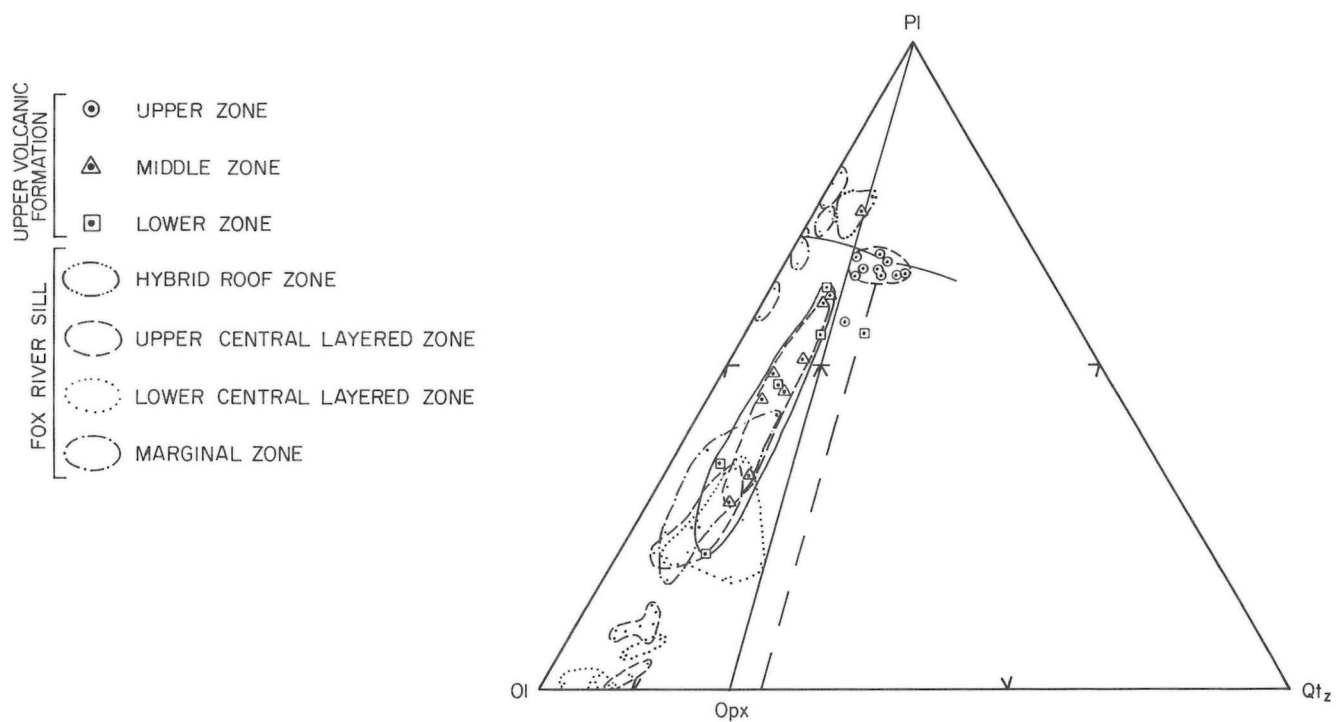 UPPER VOLCANIC
FORMATION
UPPER ZONE
MIDDLE ZONE
LOWER ZONE
FOX RIVER SILL
HYBRID ROOF ZONE
UPPER CENTRAL LAYERED ZONE
LOWER CENTRAL LAYERED ZONE
MARGINAL ZONE
Pl
Ol
Opx
Qtz